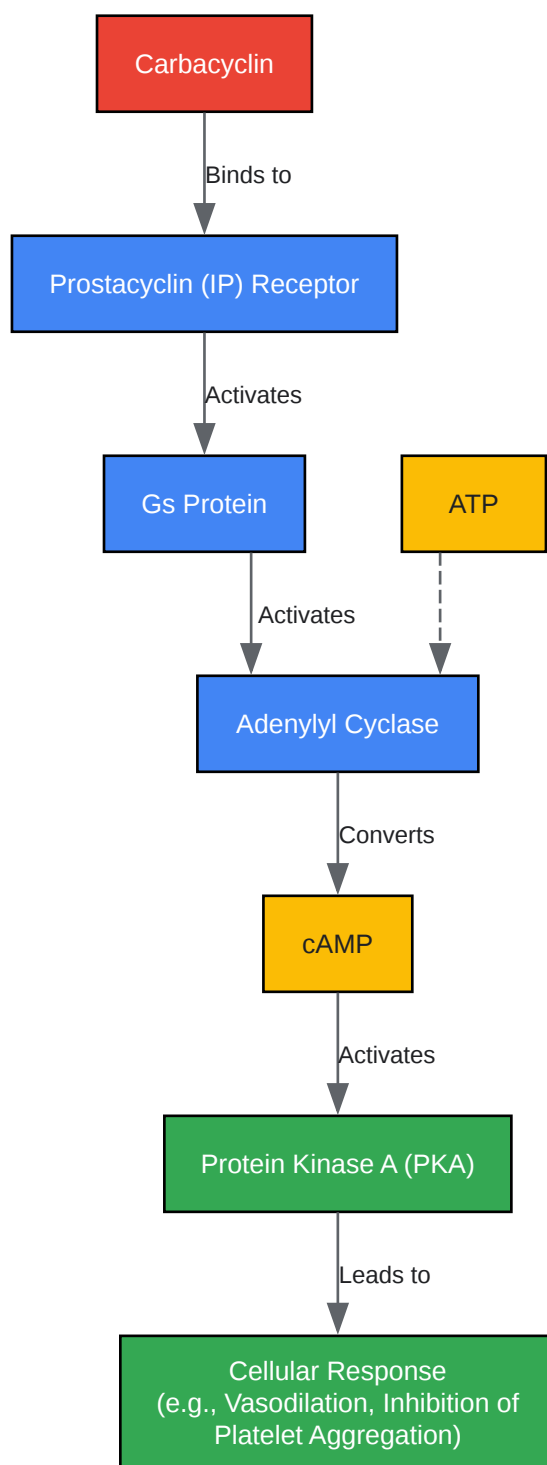 Carbacyclin
Binds to
Prostacyclin (IP) Receptor
Activates
Gs Protein
ATP
Activates
Adenylyl Cyclase
Converts
cAMP
Activates
Protein Kinase A (PKA)
Leads to
Cellular Response
(e.g., Vasodilation, Inhibition of
Platelet Aggregation)